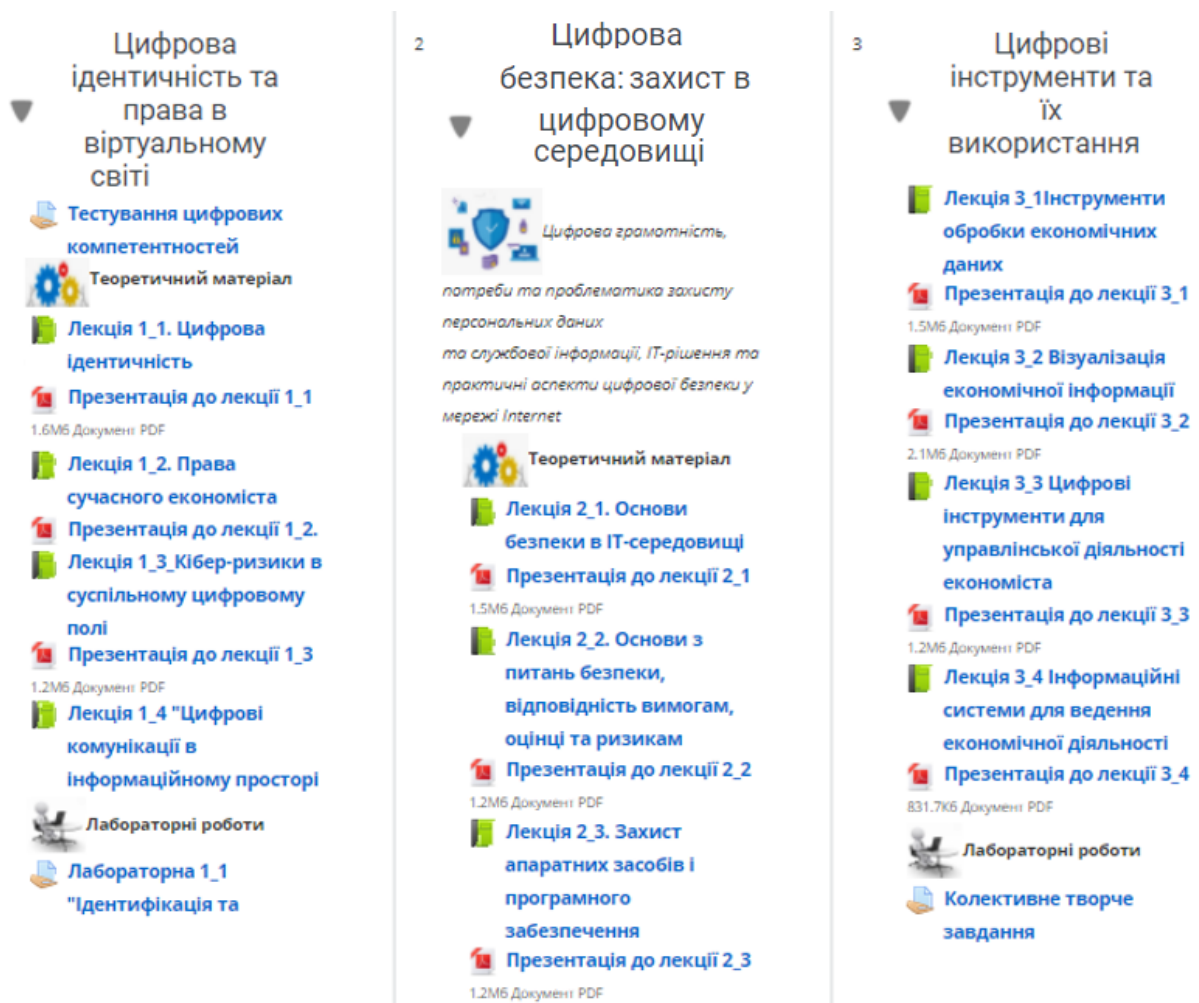 Цифрова
ідентичність та
права в
віртуальному
світі
Тестування цифрових
компетентностей
Теоретичний матеріал
Лекція 1_1. Цифрова
ідентичність
Презентація до лекції 1_1
1.6Мб Документ PDF
Лекція 1_2. Права
сучасного економіста
Презентація до лекції 1_2.
Лекція 1_3_Кібер-ризики в
суспільному цифровому
полі
Презентація до лекції 1_3
1.2Мб Документ PDF
Лекція 1_4 "Цифрові
комунікації в
інформаційному просторі
Лабораторні роботи
Лабораторна 1_1
"Ідентифікація та
2
Цифрова
безпека: захист в
цифровому
середовищі
Цифрова грамотність,
потреби та проблематика захисту
персональних даних
та службової інформації, ІТ-рішення та
практичні аспекти цифрової безпеки у
мережі Internet
Теоретичний матеріал
Лекція 2_1. Основи
безпеки в ІТ-середовищі
Презентація до лекції 2_1
1.5Мб Документ PDF
Лекція 2_2. Основи з
питань безпеки,
відповідність вимогам,
оцінці та ризикам
Презентація до лекції 2_2
1.2Мб Документ PDF
Лекція 2_3. Захист
апаратних засобів і
програмного
забезпечення
Презентація до лекції 2_3
1.2Мб Документ PDF
3
Цифрові
інструменти та
їх
використання
Лекція 3_1Інструменти
обробки економічних
даних
Презентація до лекції 3_1
1.5Мб Документ PDF
Лекція 3_2 Візуалізація
економічної інформації
Презентація до лекції 3_2
2.1Мб Документ PDF
Лекція 3_3 Цифрові
інструменти для
управлінської діяльності
економіста
Презентація до лекції 3_3
1.2Мб Документ PDF
Лекція 3_4 Інформаційні
системи для ведення
економічної діяльності
Презентація до лекції 3_4
831.7Кб Документ PDF
Лабораторні роботи
Колективне творче
завдання